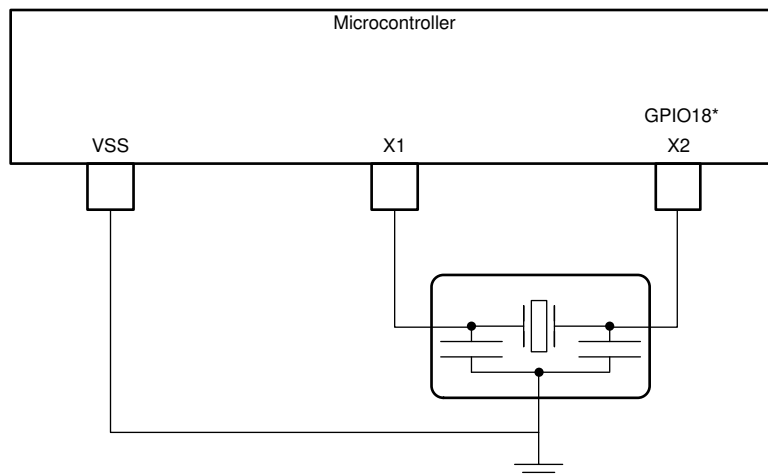 Microcontroller
GPIO18*
VSS
X1
X2